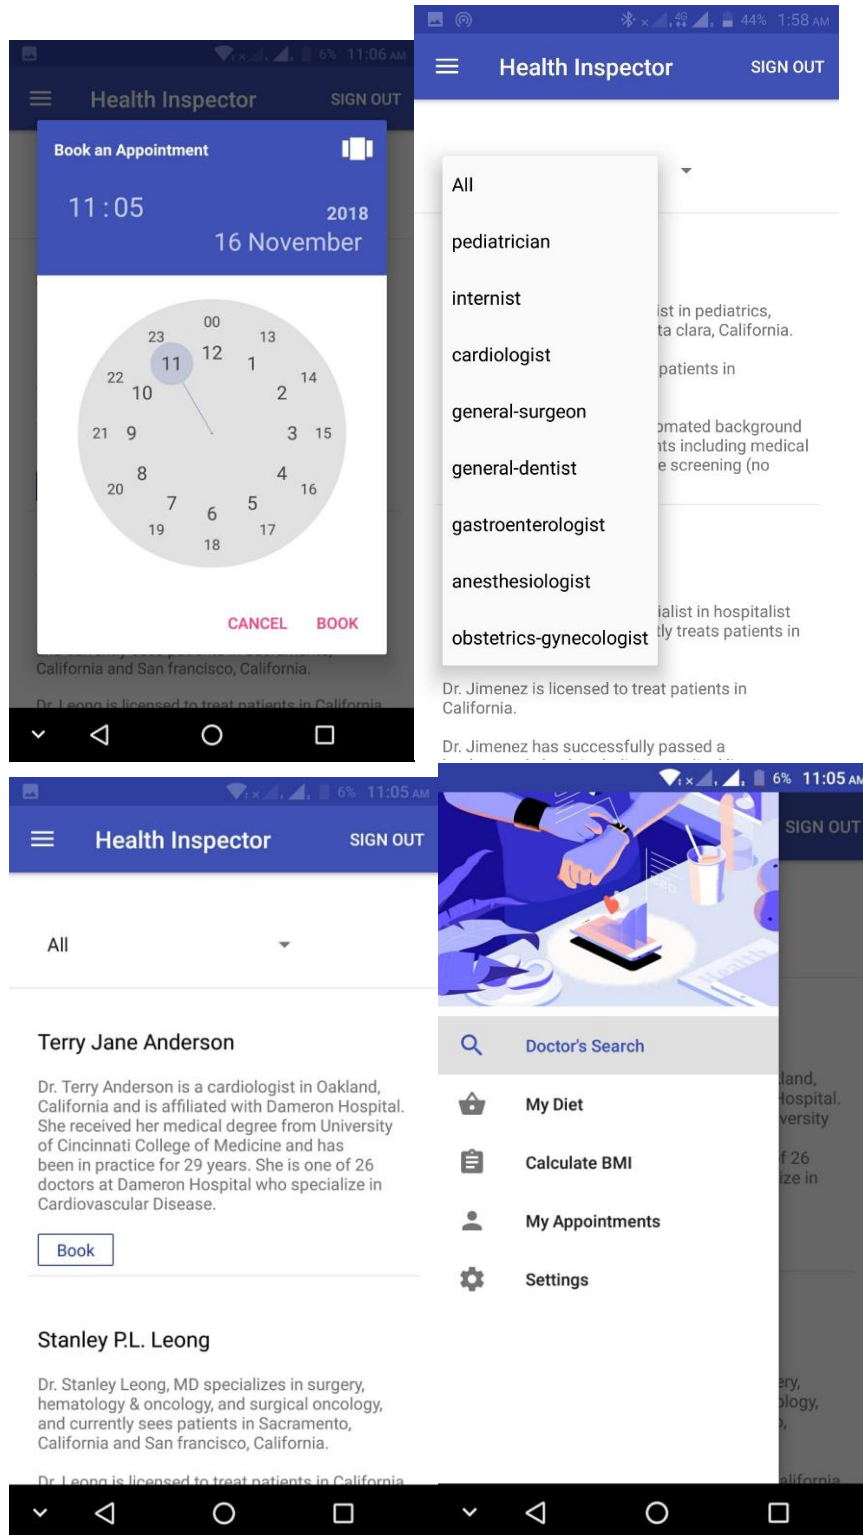 6% 11:06 AM
Health Inspector SIGN OUT
Book an Appointment
11:05
2018
16 November
00
23 13
12
11 1
22 14
10 2
21 9 3 15
8 4
20 16
7 5
6
19 17
18
CANCEL BOOK
California and San francisco, California.
Dr. Leong is licensed to treat patients in California
4G 44% 1:58 AM
Health Inspector SIGN OUT
All
pediatrician
internist
ist in pediatrics,
ta clara, California.
cardiologist
patients in
general-surgeon
omated background
nts including medical
general-dentist
e screening (no
gastroenterologist
anesthesiologist
ialist in hospitalist
tly treats patients in
obstetrics-gynecologist
Dr. Jimenez is licensed to treat patients in
California.
Dr. Jimenez has successfully passed a
6% 11:05 AM
Health Inspector SIGN OUT
All
Terry Jane Anderson
Dr. Terry Anderson is a cardiologist in Oakland,
California and is affiliated with Dameron Hospital.
She received her medical degree from University
of Cincinnati College of Medicine and has
been in practice for 29 years. She is one of 26
doctors at Dameron Hospital who specialize in
Cardiovascular Disease.
Book
Stanley P.L. Leong
Dr. Stanley Leong, MD specializes in surgery,
hematology & oncology, and surgical oncology,
and currently sees patients in Sacramento,
California and San francisco, California.
Dr. Leong is licensed to treat patients in California
6% 11:05 AM
SIGN OUT
Health
Doctor's Search
My Diet
Calculate BMI
My Appointments
Settings
land,
Hospital.
versity
f 26
ize in
ery,
ology,
alifornia